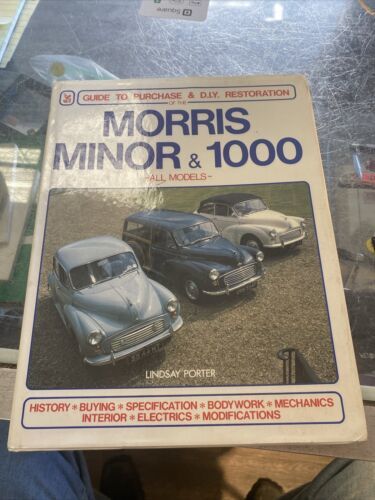 Square
GUIDE TO PURCHASE & D.I.Y. RESTORATION
OF THE
MORRIS
MINOR & 1000
-ALL MODELS-
LINDSAY PORTER
HISTORY * BUYING * SPECIFICATION * BODYWORK * MECHANICS
INTERIOR * ELECTRICS * MODIFICATIONS